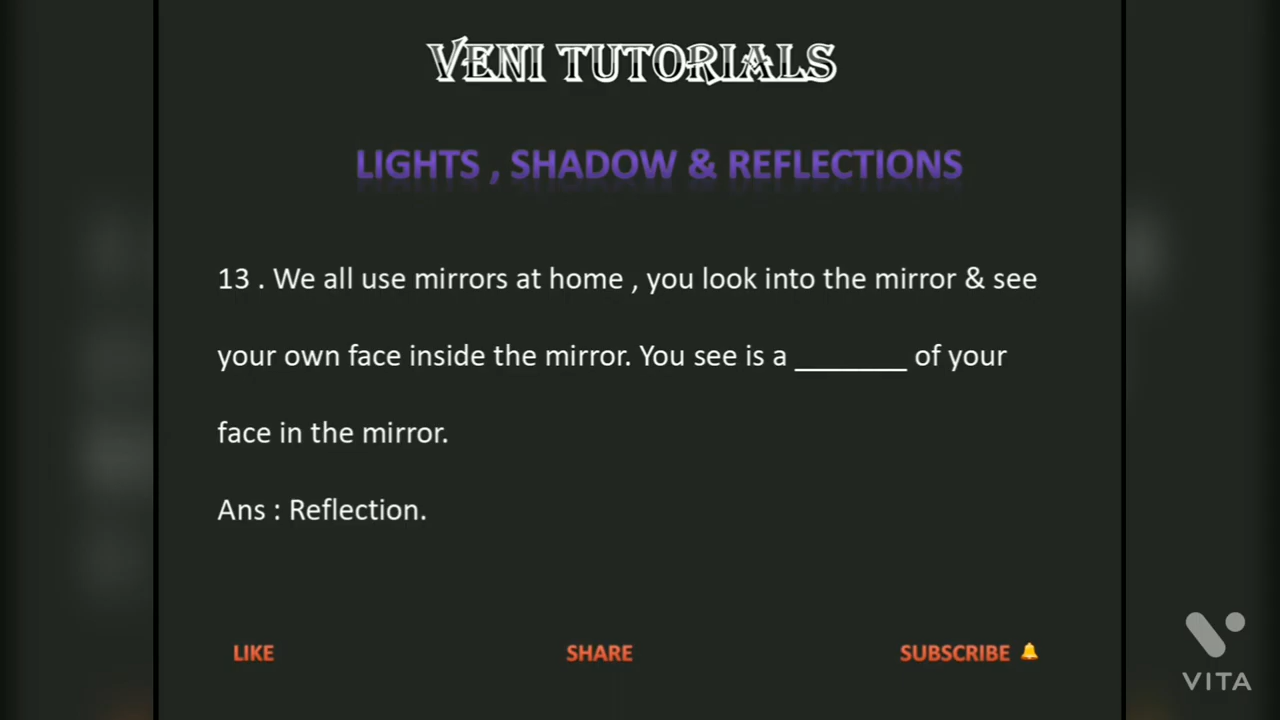 VENI TUTORIALS
LIGHTS , SHADOW & REFLECTIONS
13 . We all use mirrors at home , you look into the mirror & see
your own face inside the mirror. You see is a _______ of your
face in the mirror.
Ans : Reflection.
LIKE SHARE SUBSCRIBE 🔔
VITA